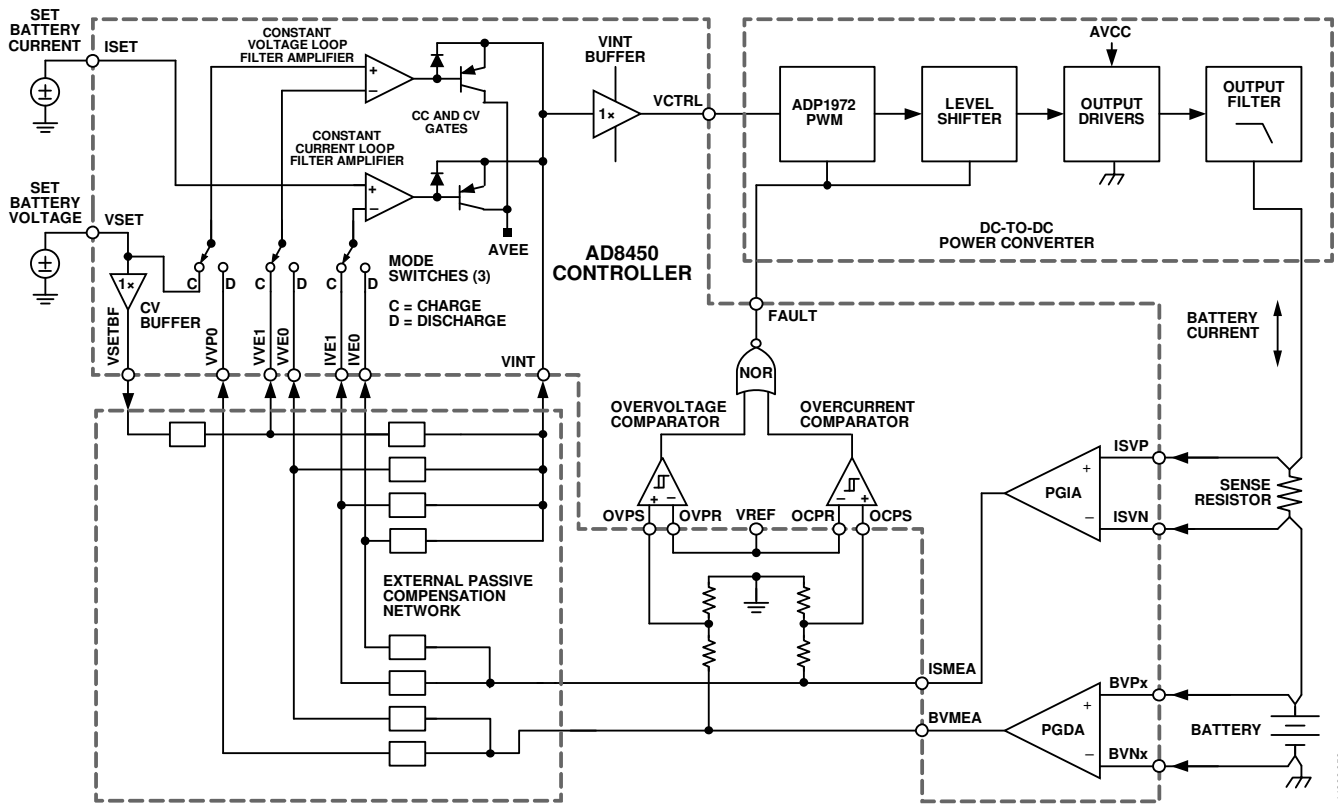 SET
BATTERY
CURRENT
ISET
CONSTANT
VOLTAGE LOOP
FILTER AMPLIFIER
+
−
CC AND CV
GATES
CONSTANT
CURRENT LOOP
FILTER AMPLIFIER
+
−
VINT
BUFFER
1×
VCTRL
AVCC
ADP1972
PWM
LEVEL
SHIFTER
OUTPUT
DRIVERS
OUTPUT
FILTER
DC-TO-DC
POWER CONVERTER
SET
BATTERY
VOLTAGE
VSET
AVEE
AD8450
CONTROLLER
1×
CV
BUFFER
C
D
C
D
C
D
MODE
SWITCHES (3)
C = CHARGE
D = DISCHARGE
VSETBF
VVP0
VVE1
VVE0
IVE1
IVE0
VINT
FAULT
BATTERY
CURRENT
NOR
OVERVOLTAGE
COMPARATOR
OVERCURRENT
COMPARATOR
+
−
−
+
OVPS
OVPR
VREF
OCPR
OCPS
ISVP
+
PGIA
−
ISVN
SENSE
RESISTOR
EXTERNAL PASSIVE
COMPENSATION
NETWORK
ISMEA
BVMEA
BVPx
+
PGDA
−
BVNx
BATTERY